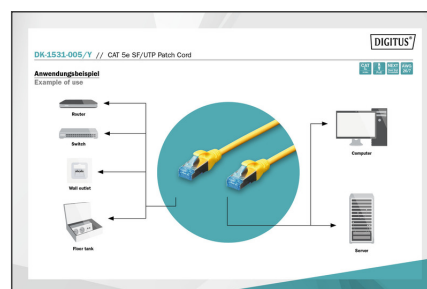 DIGITUS®
DK-1531-005/Y // CAT 5e SF/UTP Patch Cord
Anwendungsbeispiel
Example of use
Router
Switch
Wall outlet
Floor tank
Computer
Server